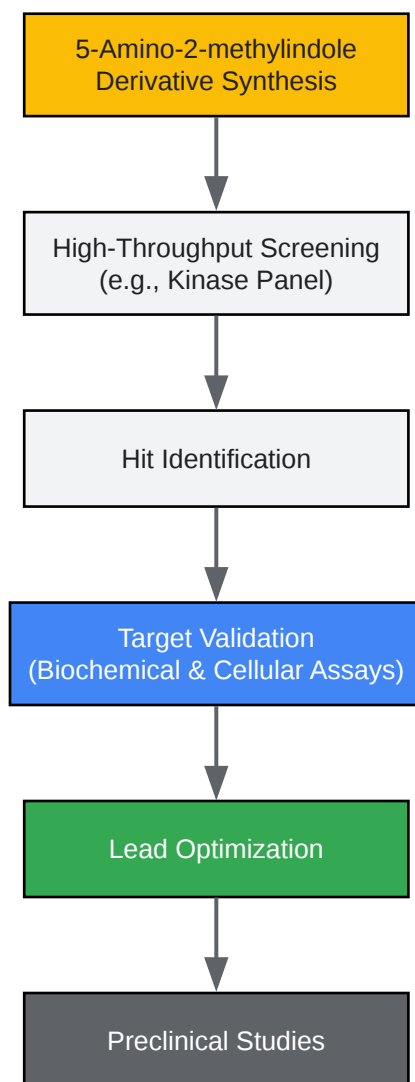 5-Amino-2-methylindole
Derivative Synthesis
High-Throughput Screening
(e.g., Kinase Panel)
Hit Identification
Target Validation
(Biochemical & Cellular Assays)
Lead Optimization
Preclinical Studies